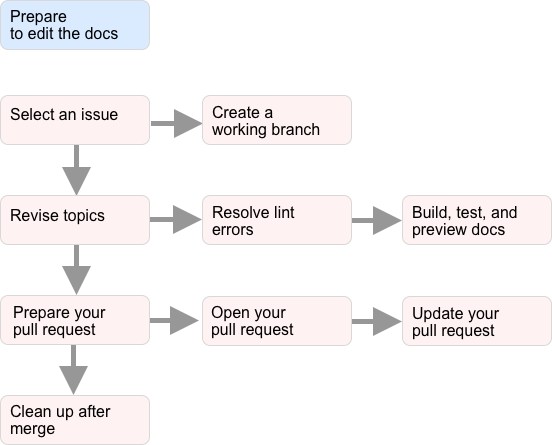 Prepare
to edit the docs
Select an issue
Create a
working branch
Revise topics
Resolve lint
errors
Build, test, and
preview docs
Prepare your
pull request
Open your
pull request
Update your
pull request
Clean up after
merge